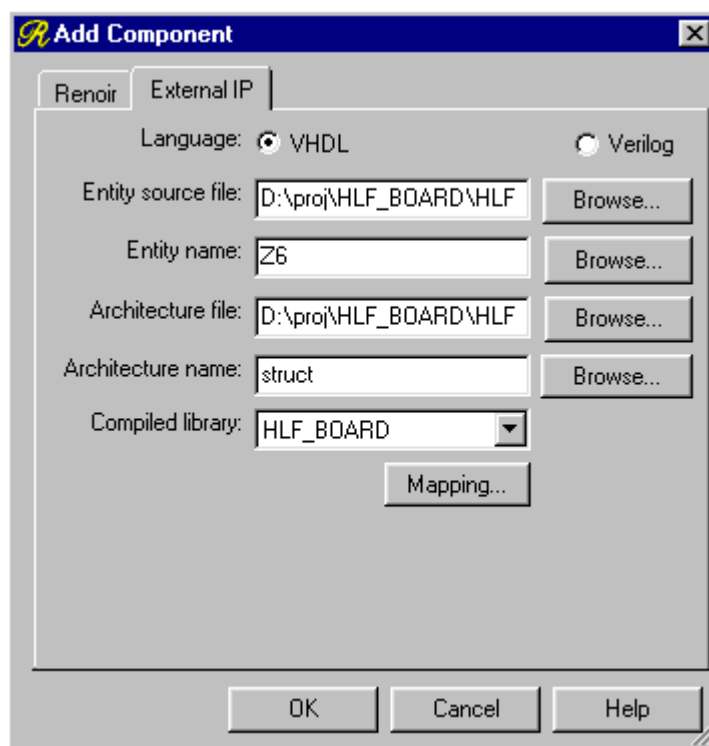 Add Component
Renoir External IP
Language: VHDL Verilog
Entity source file: D:\proj\HLF_BOARD\HLF Browse...
Entity name: Z6 Browse...
Architecture file: D:\proj\HLF_BOARD\HLF Browse...
Architecture name: struct Browse...
Compiled library: HLF_BOARD
Mapping...
OK Cancel Help